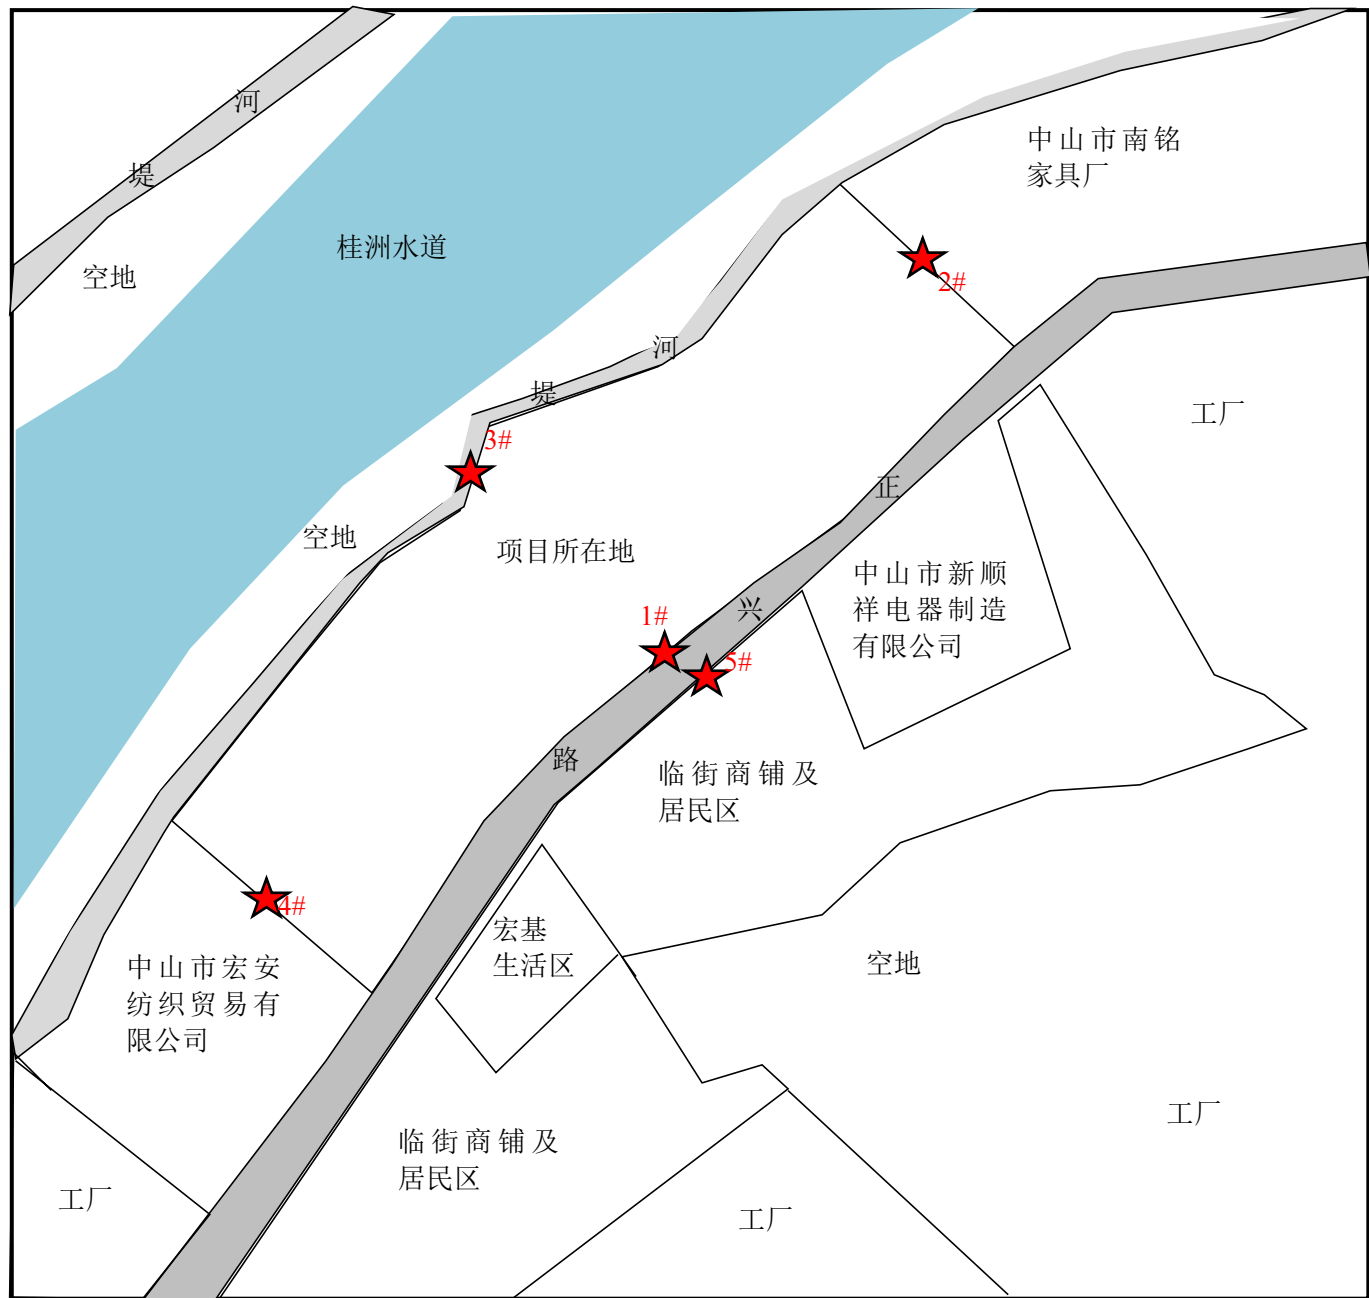 河
堤
中山市南铭
家具厂
桂洲水道
空地
2#
河
堤
工厂
3#
正
空地
项目所在地
中山市新顺
祥电器制造
有限公司
兴
1#
5#
路
临街商铺及
居民区
4#
宏基
生活区
空地
中山市宏安
纺织贸易有
限公司
工厂
临街商铺及
居民区
工厂
工厂